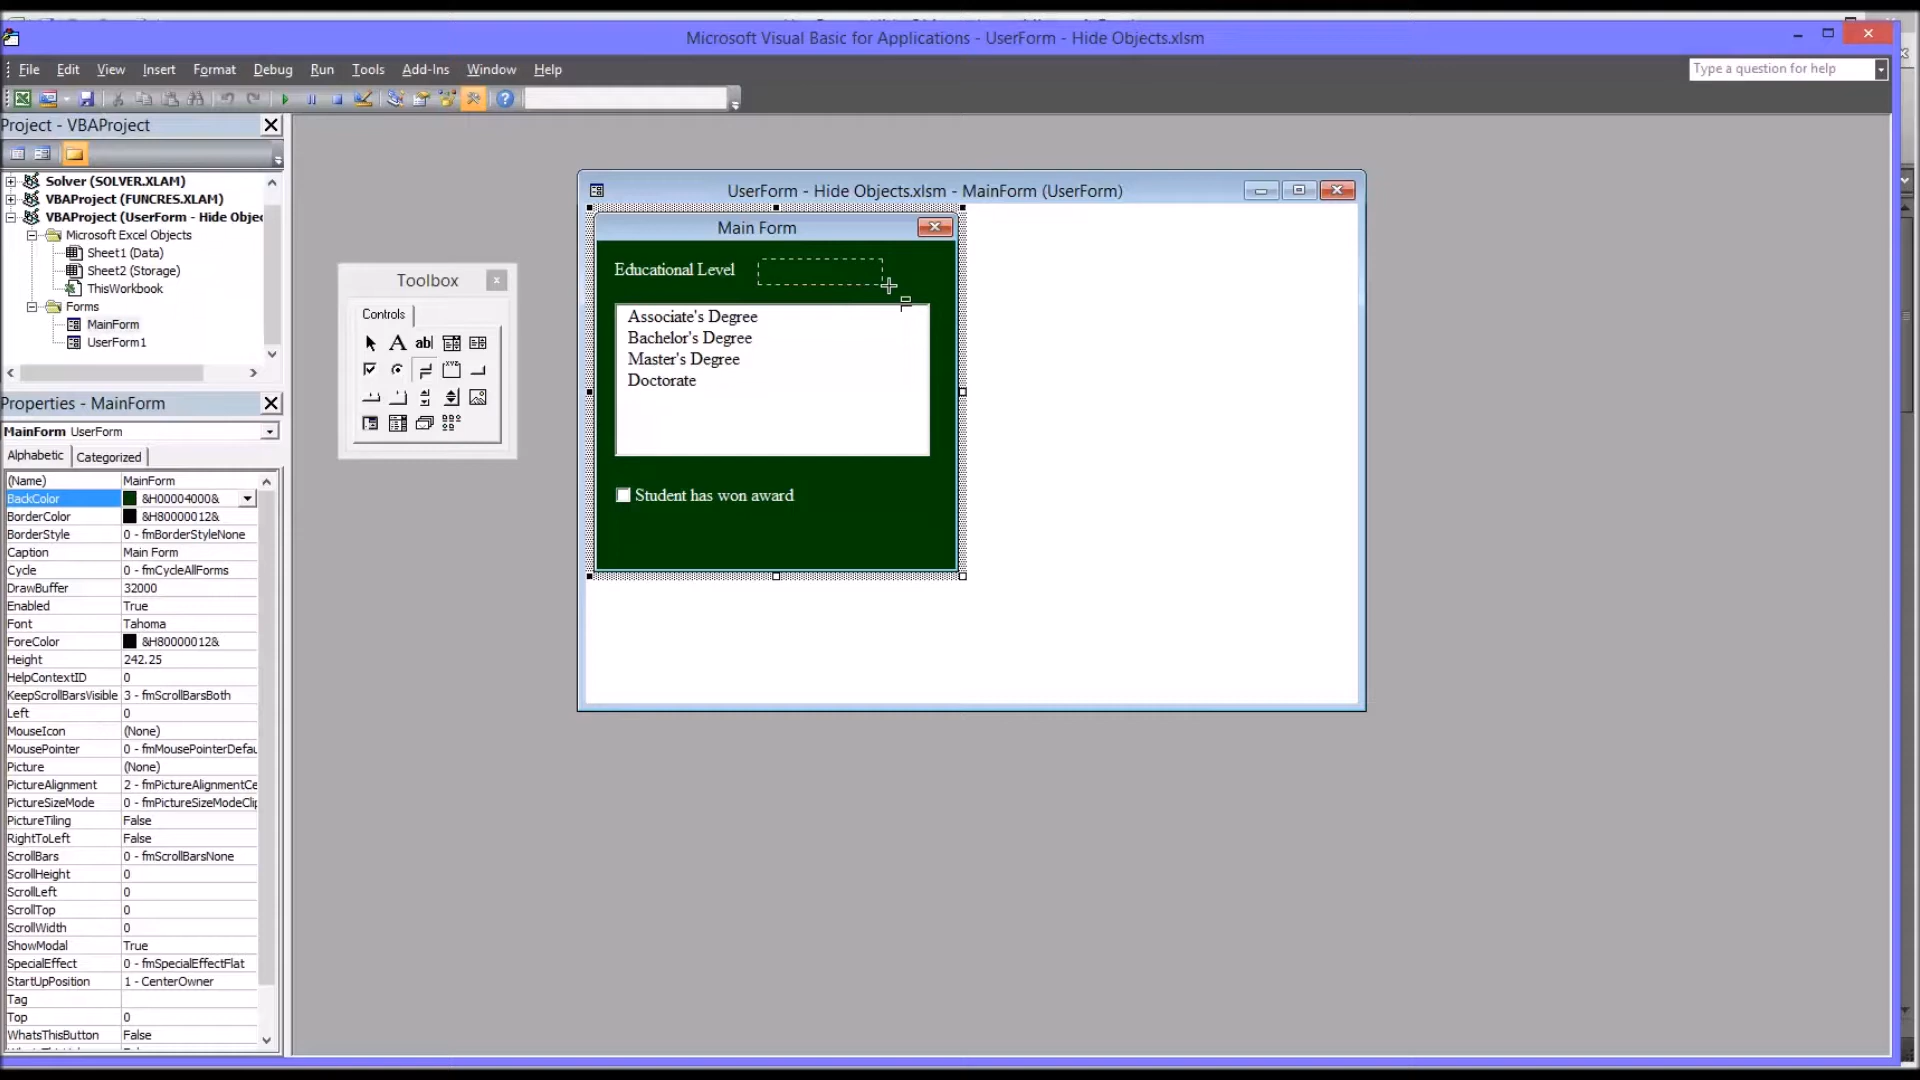 Microsoft Visual Basic for Applications - UserForm - Hide Objects.xlsm
File Edit View Insert Format Debug Run Tools Add-Ins Window Help
Type a question for help
Project - VBAProject
Solver (SOLVER.XLAM)
VBAProject (FUNCRES.XLAM)
VBAProject (UserForm - Hide Objec
Microsoft Excel Objects
Sheet1 (Data)
Sheet2 (Storage)
ThisWorkbook
Forms
MainForm
UserForm1
Properties - MainForm
MainForm UserForm
Alphabetic Categorized
(Name) MainForm
BackColor &H00004000&
BorderColor &H80000012&
BorderStyle 0 - fmBorderStyleNone
Caption Main Form
Cycle 0 - fmCycleAllForms
DrawBuffer 32000
Enabled True
Font Tahoma
ForeColor &H80000012&
Height 242.25
HelpContextID 0
KeepScrollBarsVisible 3 - fmScrollBarsBoth
Left 0
MouseIcon (None)
MousePointer 0 - fmMousePointerDefau
Picture (None)
PictureAlignment 2 - fmPictureAlignmentCe
PictureSizeMode 0 - fmPictureSizeModeClip
PictureTiling False
RightToLeft False
ScrollBars 0 - fmScrollBarsNone
ScrollHeight 0
ScrollLeft 0
ScrollTop 0
ScrollWidth 0
ShowModal True
SpecialEffect 0 - fmSpecialEffectFlat
StartUpPosition 1 - CenterOwner
Tag
Top 0
WhatsThisButton False
Toolbox
Controls
A ab|
UserForm - Hide Objects.xlsm - MainForm (UserForm)
Main Form
Educational Level
Associate's Degree
Bachelor's Degree
Master's Degree
Doctorate
Student has won award